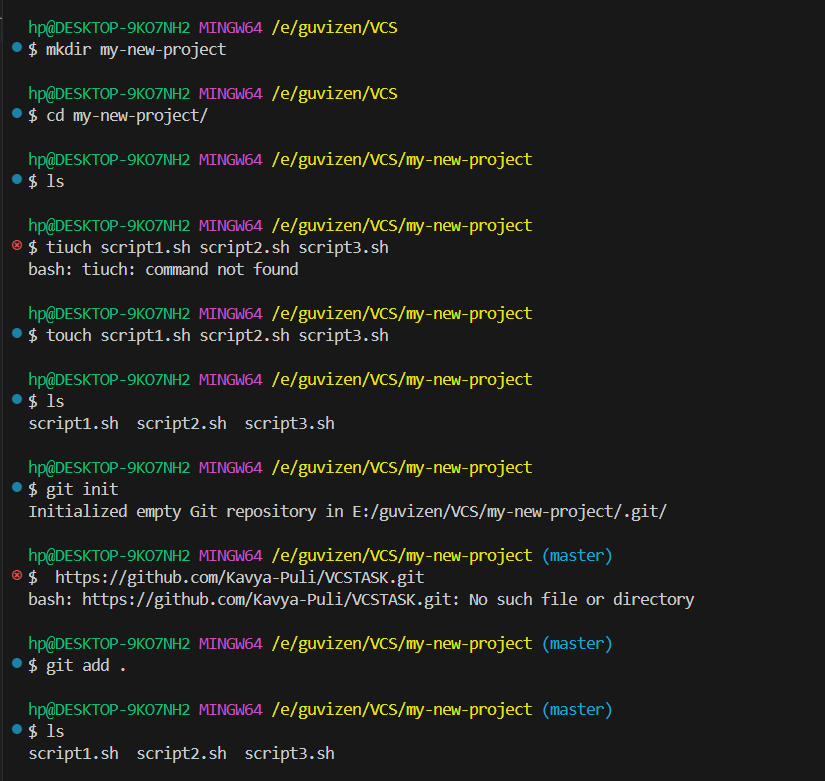 hp@DESKTOP-9KO7NH2 MINGW64 /e/guvizen/VCS
$ mkdir my-new-project
hp@DESKTOP-9KO7NH2 MINGW64 /e/guvizen/VCS
$ cd my-new-project/
hp@DESKTOP-9KO7NH2 MINGW64 /e/guvizen/VCS/my-new-project
$ ls
hp@DESKTOP-9KO7NH2 MINGW64 /e/guvizen/VCS/my-new-project
$ tiuch script1.sh script2.sh script3.sh
bash: tiuch: command not found
hp@DESKTOP-9KO7NH2 MINGW64 /e/guvizen/VCS/my-new-project
$ touch script1.sh script2.sh script3.sh
hp@DESKTOP-9KO7NH2 MINGW64 /e/guvizen/VCS/my-new-project
$ ls
script1.sh  script2.sh  script3.sh
hp@DESKTOP-9KO7NH2 MINGW64 /e/guvizen/VCS/my-new-project
$ git init
Initialized empty Git repository in E:/guvizen/VCS/my-new-project/.git/
hp@DESKTOP-9KO7NH2 MINGW64 /e/guvizen/VCS/my-new-project (master)
$  https://github.com/Kavya-Puli/VCSTASK.git
bash: https://github.com/Kavya-Puli/VCSTASK.git: No such file or directory
hp@DESKTOP-9KO7NH2 MINGW64 /e/guvizen/VCS/my-new-project (master)
$ git add .
hp@DESKTOP-9KO7NH2 MINGW64 /e/guvizen/VCS/my-new-project (master)
$ ls
script1.sh  script2.sh  script3.sh